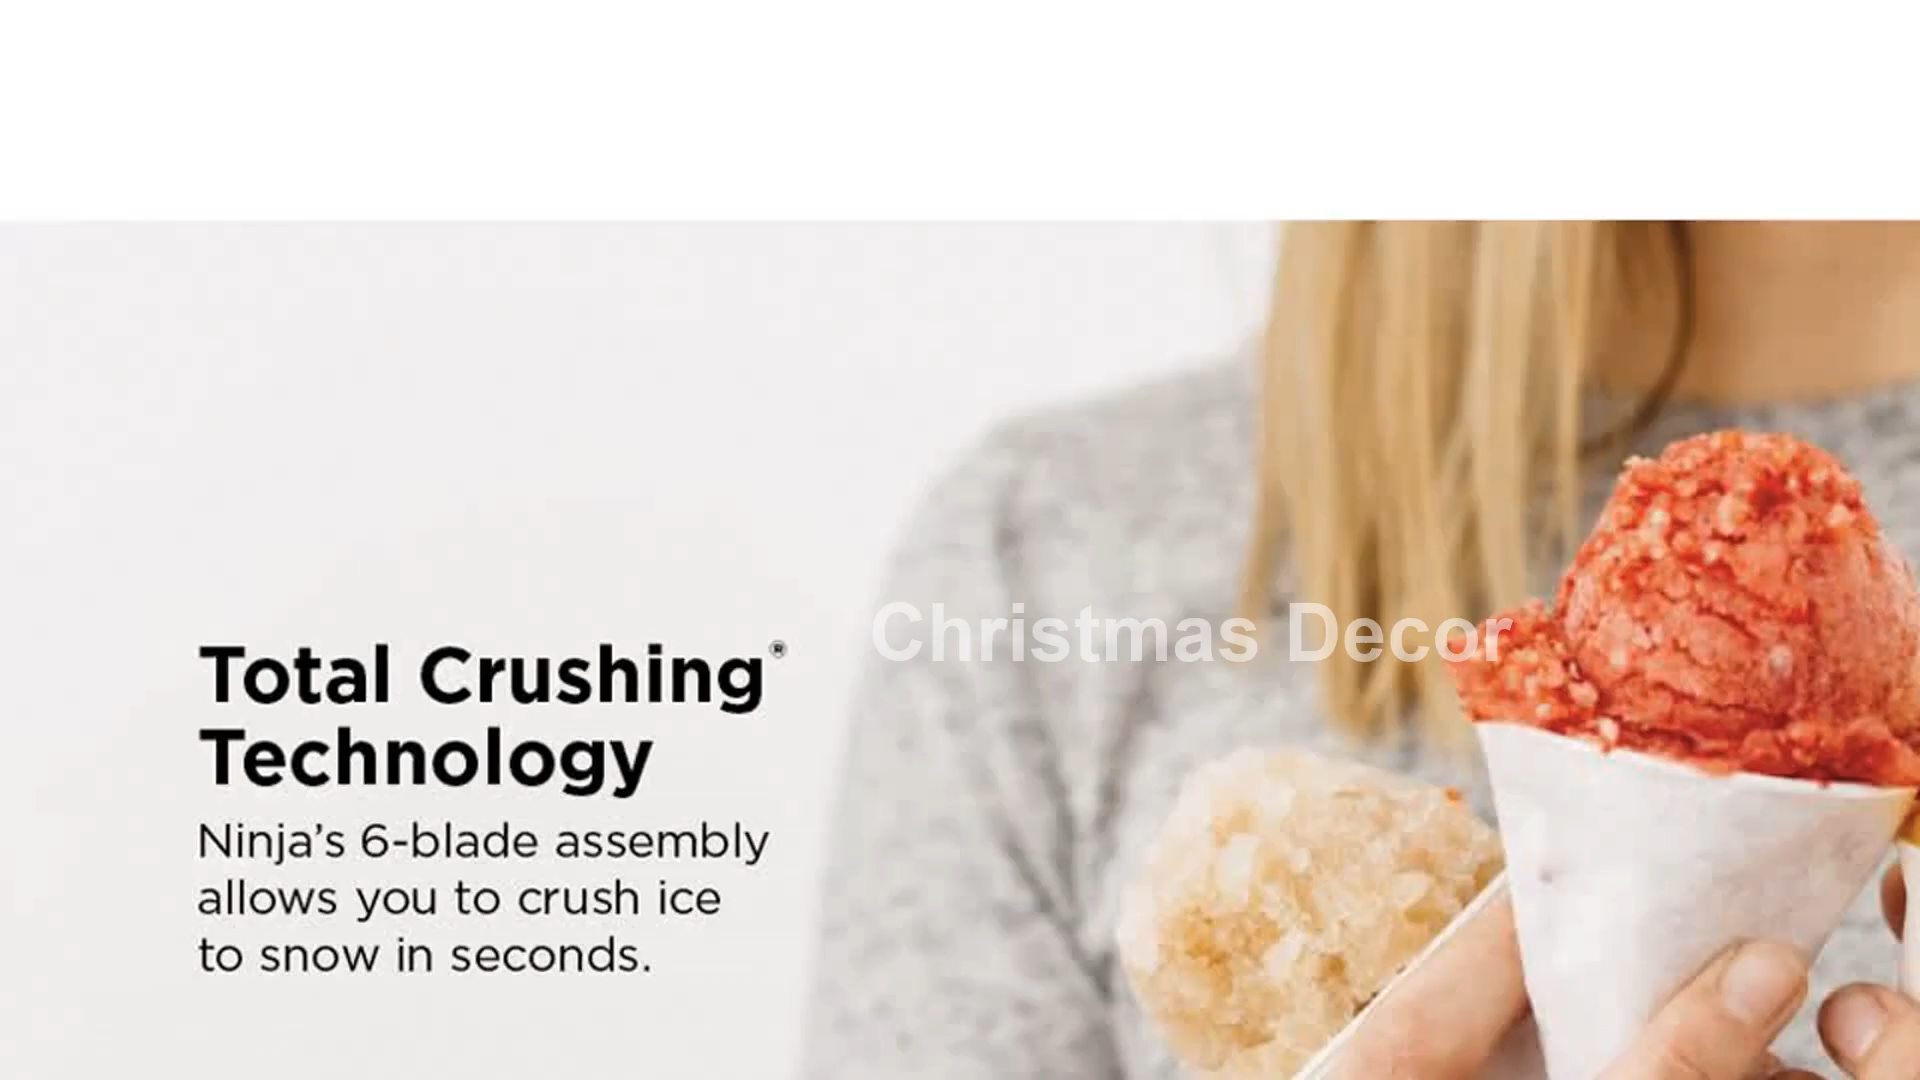 Total Crushing®
Technology
Ninja's 6-blade assembly
allows you to crush ice
to snow in seconds.
Christmas Decor